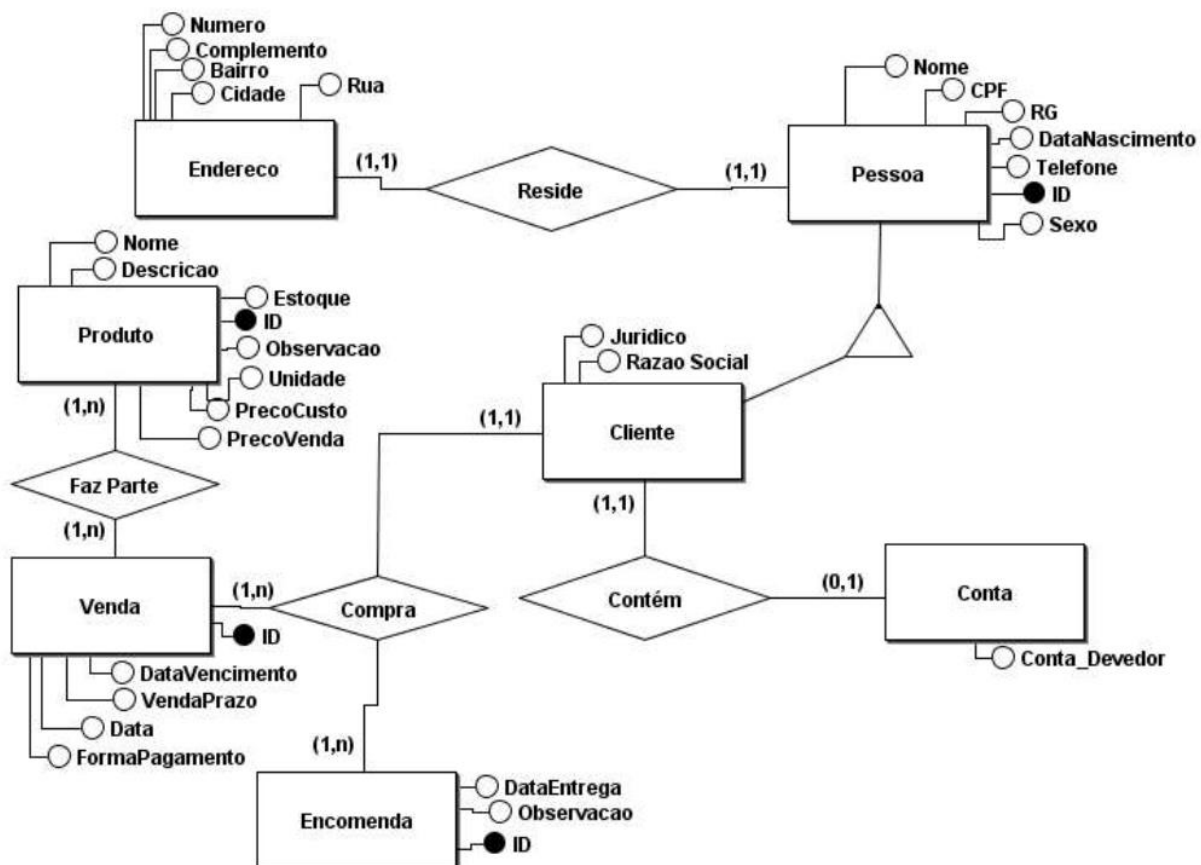 Numero
Complemento
Bairro
Cidade
Rua
Endereco
(1,1)
Reside
(1,1)
Nome
CPF
RG
DataNascimento
Telefone
ID
Sexo
Pessoa
Nome
Descricao
Produto
Estoque
ID
Observacao
Unidade
PrecoCusto
PrecoVenda
(1,n)
Faz Parte
(1,n)
Juridico
Razao Social
Cliente
(1,1)
(1,1)
Venda
(1,n)
ID
DataVencimento
VendaPrazo
Data
FormaPagamento
Compra
Contém
(0,1)
Conta
Conta_Devedor
(1,n)
Encomenda
DataEntrega
Observacao
ID